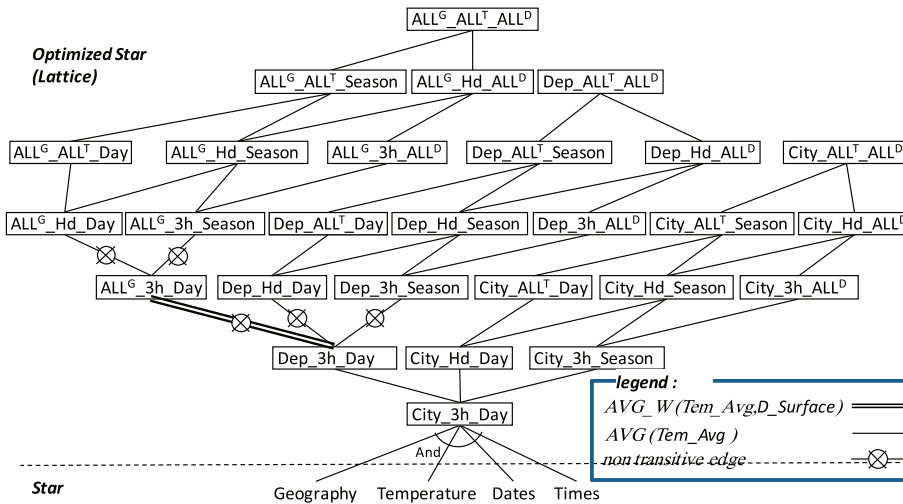 ALLᴳ_ALLᵀ_ALLᴰ
Optimized Star
(Lattice)
ALLᴳ_ALLᵀ_Season ALLᴳ_Hd_ALLᴰ Dep_ALLᵀ_ALLᴰ
ALLᴳ_ALLᵀ_Day ALLᴳ_Hd_Season ALLᴳ_3h_ALLᴰ Dep_ALLᵀ_Season Dep_Hd_ALLᴰ City_ALLᵀ_ALLᴰ
ALLᴳ_Hd_Day ALLᴳ_3h_Season Dep_ALLᵀ_Day Dep_Hd_Season Dep_3h_ALLᴰ City_ALLᵀ_Season City_Hd_ALLᴰ
ALLᴳ_3h_Day Dep_Hd_Day Dep_3h_Season City_ALLᵀ_Day City_Hd_Season City_3h_ALLᴰ
Dep_3h_Day City_Hd_Day City_3h_Season
legend :
City_3h_Day
AVG_W(Tem_Avg,D_Surface)
AVG(Tem_Avg)
And
non transitive edge
Star
Geography Temperature Dates Times